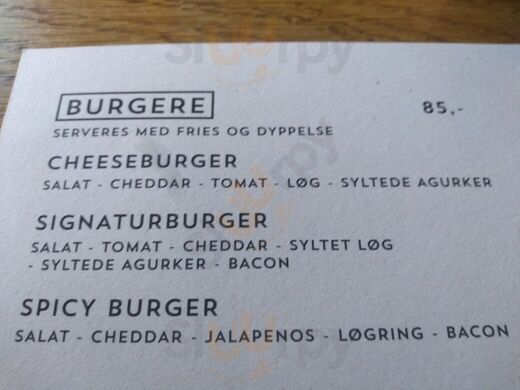 BURGERE 85,-
SERVERES MED FRIES OG DYPPELSE
CHEESEBURGER
SALAT - CHEDDAR - TOMAT - LØG - SYLTEDE AGURKER
SIGNATURBURGER
SALAT - TOMAT - CHEDDAR - SYLTET LØG
- SYLTEDE AGURKER - BACON
SPICY BURGER
SALAT - CHEDDAR - JALAPENOS - LØGRING - BACON